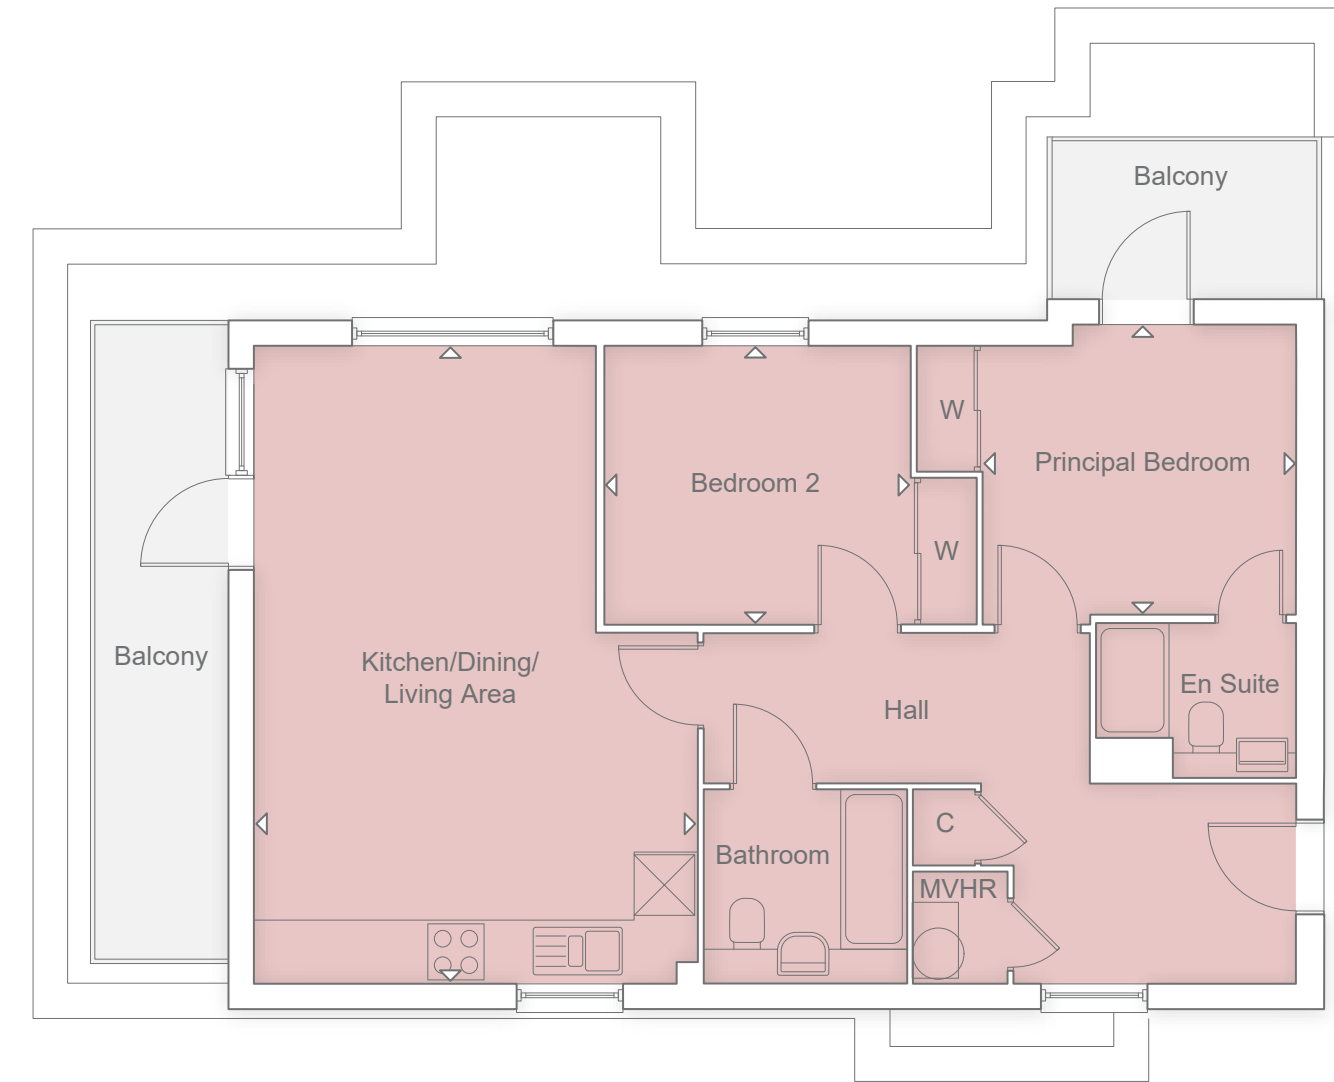 Balcony
W
Principal Bedroom
Bedroom 2
W
Balcony
Kitchen/Dining/
Living Area
En Suite
Hall
C
Bathroom
MVHR